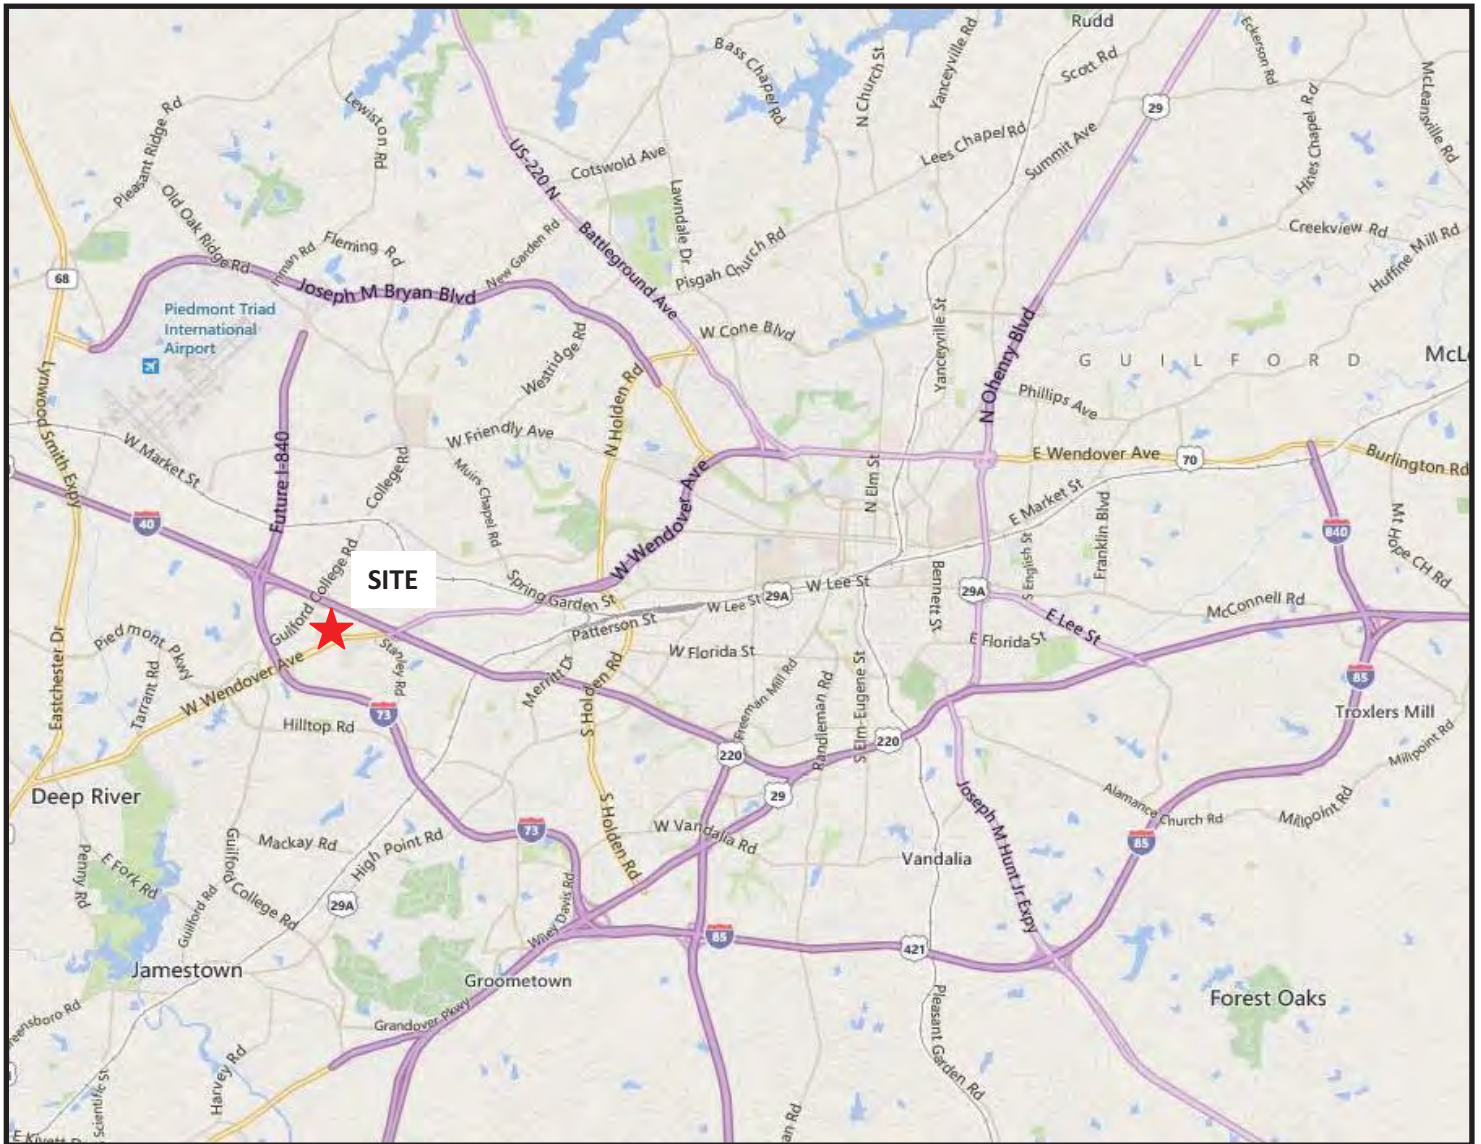 Rudd
Bass Chapel Rd
N Church St
Yanceyville Rd
Scott Rd
Eckerson Rd
McLeansville Rd
Pleasant Ridge Rd
Lewiston Rd
29
Lees Chapel Rd
Summit Ave
Hines Chapel Rd
US-220 N
Cotswold Ave
Lawndale Dr
Old Oak Ridge Rd
Inman Rd
Fleming Rd
New Garden Rd
Battleground Ave
Pisgah Church Rd
Creekview Rd
Huffine Mill Rd
68
Joseph M Bryan Blvd
Piedmont Triad
International
Airport
W Cone Blvd
Yanceyville St
N Ohenry Blvd
GUILFORD
McL
Westridge Rd
N Holden Rd
Phillips Ave
Lynwood Smith Expy
W Market St
Future I-840
College Rd
W Friendly Ave
Muirs Chapel Rd
W Wendover Ave
N Elm St
E Wendover Ave
70
Burlington Rd
E Market St
Franklin Blvd
40
840
Mt Hope CH Rd
SITE
Guilford College Rd
Spring Garden St
Patterson St
W Lee St
29A
W Lee St
Bennett St
29A
S English St
E Lee St
McConnell Rd
Eastchester Dr
Piedmont Pkwy
Tarrant Rd
W Wendover Ave
Stanley Rd
Merritt Dr
S Holden Rd
W Florida St
E Florida St
Freeman Mill Rd
Randleman Rd
S Elm-Eugene St
85
Troxlers Mill
Hilltop Rd
73
220
220
29
Millpoint Rd
Deep River
Joseph M Hunt Jr Expy
Alamance Church Rd
Millpoint Rd
S Holden Rd
W Vandalia Rd
Vandalia
85
Penny Rd
E Fork Rd
Guilford College Rd
Mackay Rd
High Point Rd
73
29A
Guilford Rd
Wiley Davis Rd
85
421
Jamestown
Groometown
Grandover Pkwy
Forest Oaks
Pleasant Garden Rd
eensboro Rd
Harvey Rd
Scientific St
an Rd